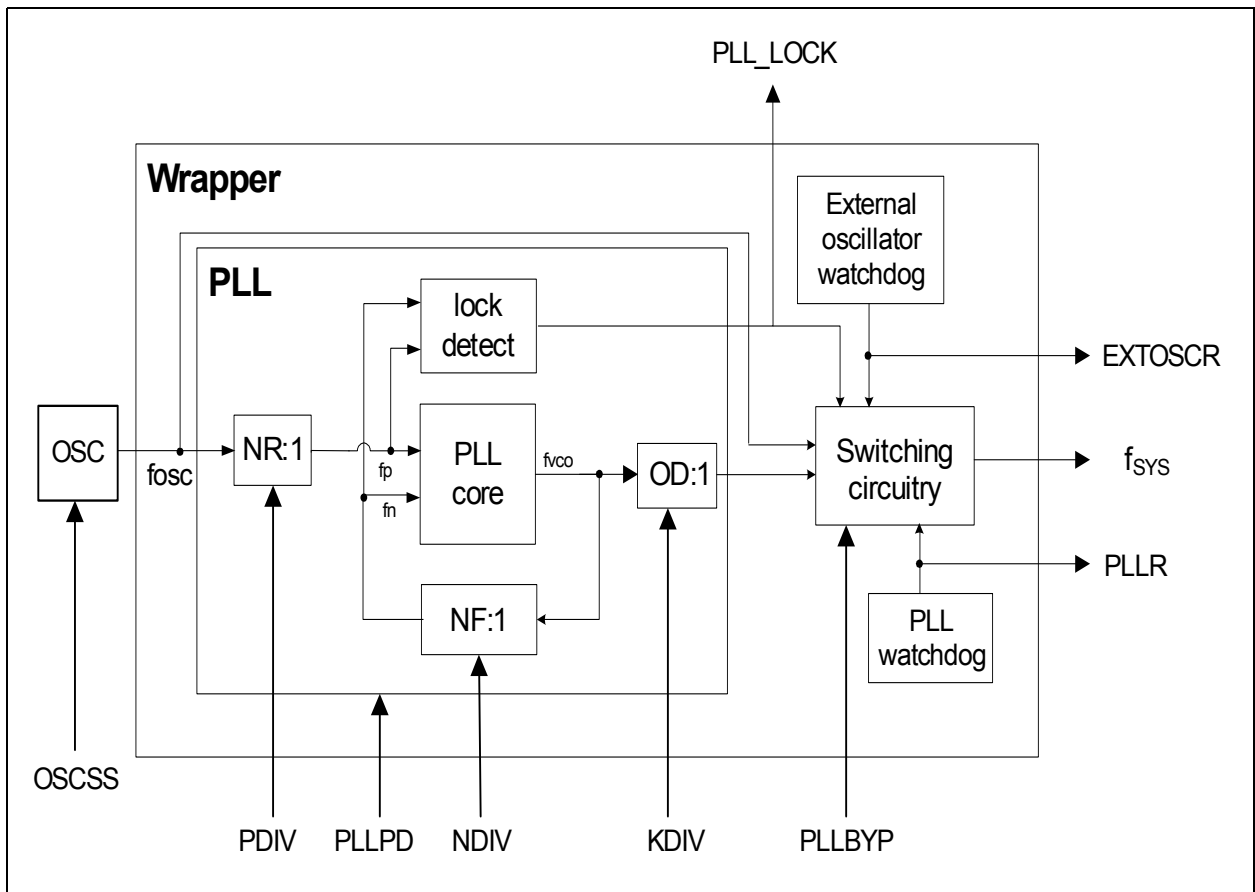 PLL_LOCK
Wrapper
External
oscillator
watchdog
PLL
lock
detect
EXTOSCR
OSC
fosc
NR:1
fp
fn
PLL
core
fvco
OD:1
Switching
circuitry
fSYS
PLLR
NF:1
PLL
watchdog
OSCSS
PDIV
PLLPD
NDIV
KDIV
PLLBYP